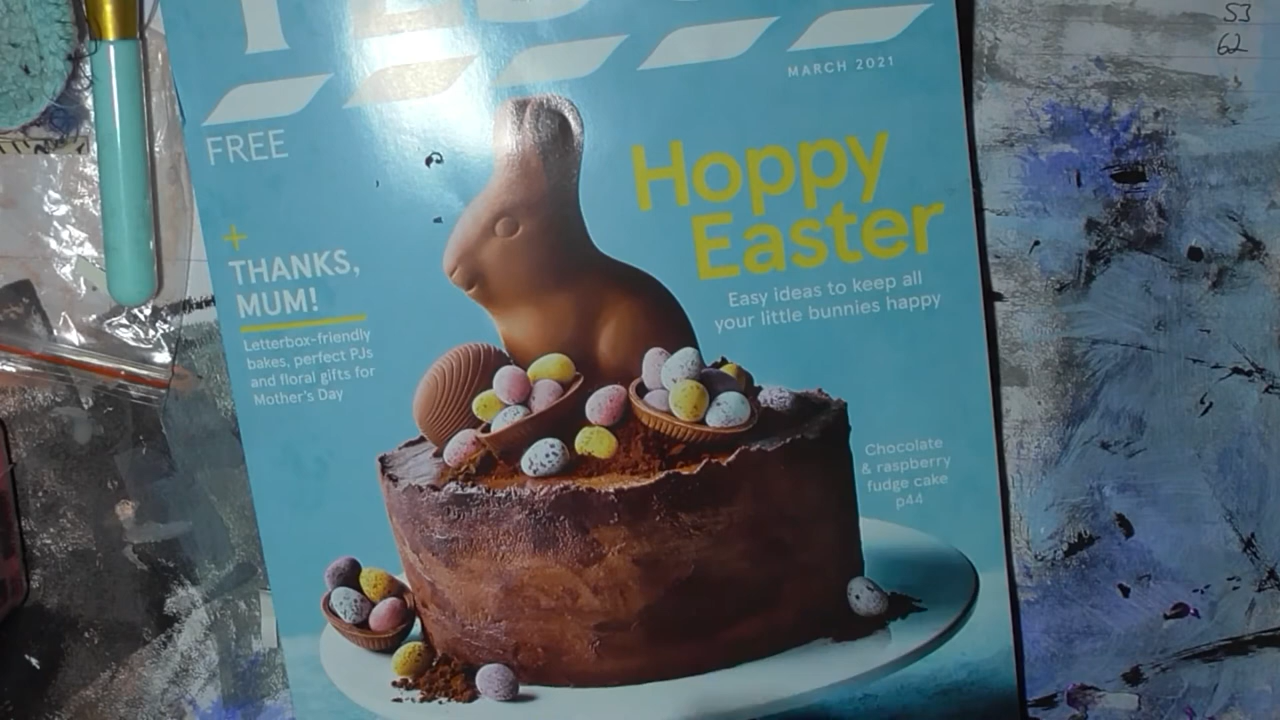 MARCH 2021
FREE
Hoppy
Easter
Easy ideas to keep all
your little bunnies happy
+
THANKS,
MUM!
Letterbox-friendly
bakes, perfect PJs
and floral gifts for
Mother's Day
Chocolate
& raspberry
fudge cake
p44
53
62